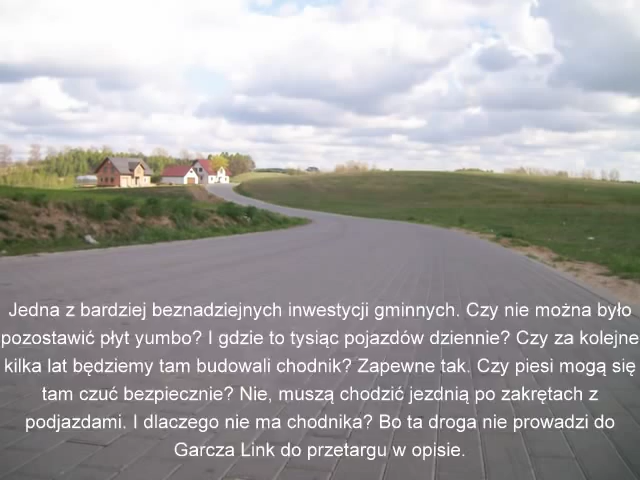 Jedna z bardziej beznadziejnych inwestycji gminnych. Czy nie można było
pozostawić płyt yumbo? I gdzie to tysiąc pojazdów dziennie? Czy za kolejne
kilka lat będziemy tam budowali chodnik? Zapewne tak. Czy piesi mogą się
tam czuć bezpiecznie? Nie, muszą chodzić jezdnią po zakrętach z
podjazdami. I dlaczego nie ma chodnika? Bo ta droga nie prowadzi do
Garcza Link do przetargu w opisie.